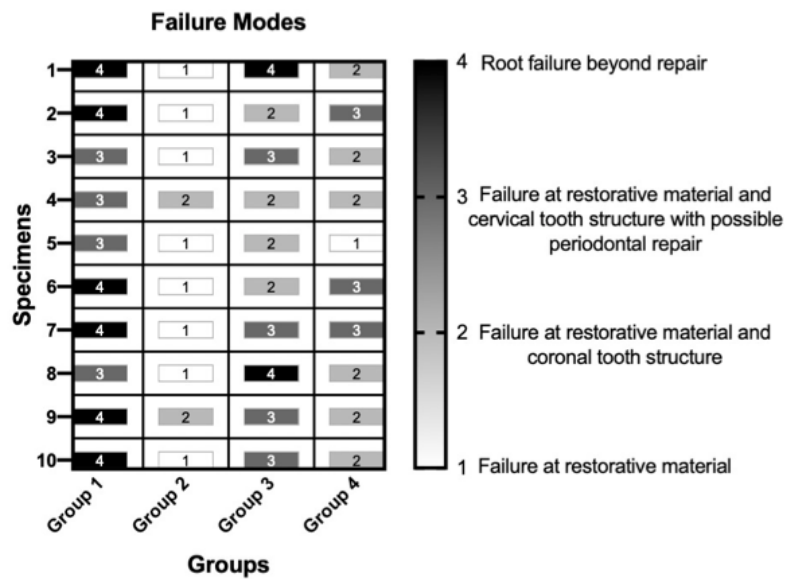 Failure Modes
1 4 1 4 2
2 4 1 2 3
3 3 1 3 2
4 3 2 2 2
5 3 1 2 1
6 4 1 2 3
7 4 1 3 3
8 3 1 4 2
9 4 2 3 2
10 4 1 3 2
Specimens
Group 1 Group 2 Group 3 Group 4
Groups
4 Root failure beyond repair
3 Failure at restorative material and
cervical tooth structure with possible
periodontal repair
2 Failure at restorative material and
coronal tooth structure
1 Failure at restorative material